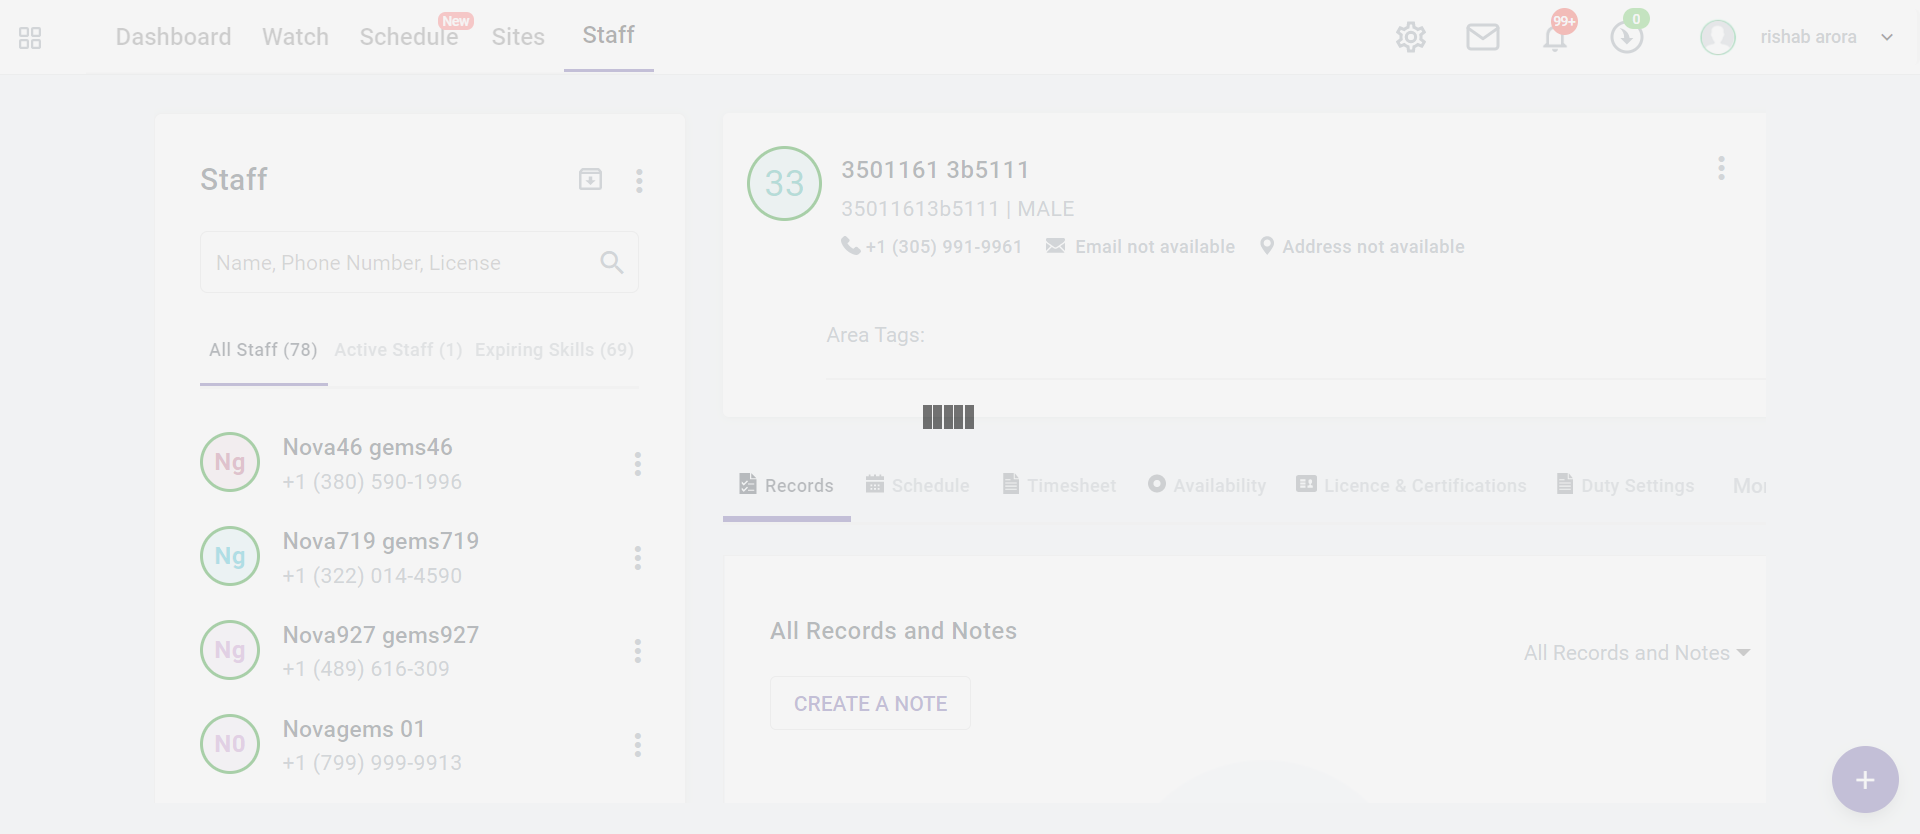 Dashboard Watch Schedule New Sites Staff
99+ 0 rishab arora
Staff
Name, Phone Number, License
All Staff (78) Active Staff (1) Expiring Skills (69)
Ng Nova46 gems46
+1 (380) 590-1996
Ng Nova719 gems719
+1 (322) 014-4590
Ng Nova927 gems927
+1 (489) 616-309
N0 Novagems 01
+1 (799) 999-9913
33 3501161 3b5111
35011613b5111 | MALE
+1 (305) 991-9961 Email not available Address not available
Area Tags:
Records Schedule Timesheet Availability Licence & Certifications Duty Settings
All Records and Notes
All Records and Notes
CREATE A NOTE
+